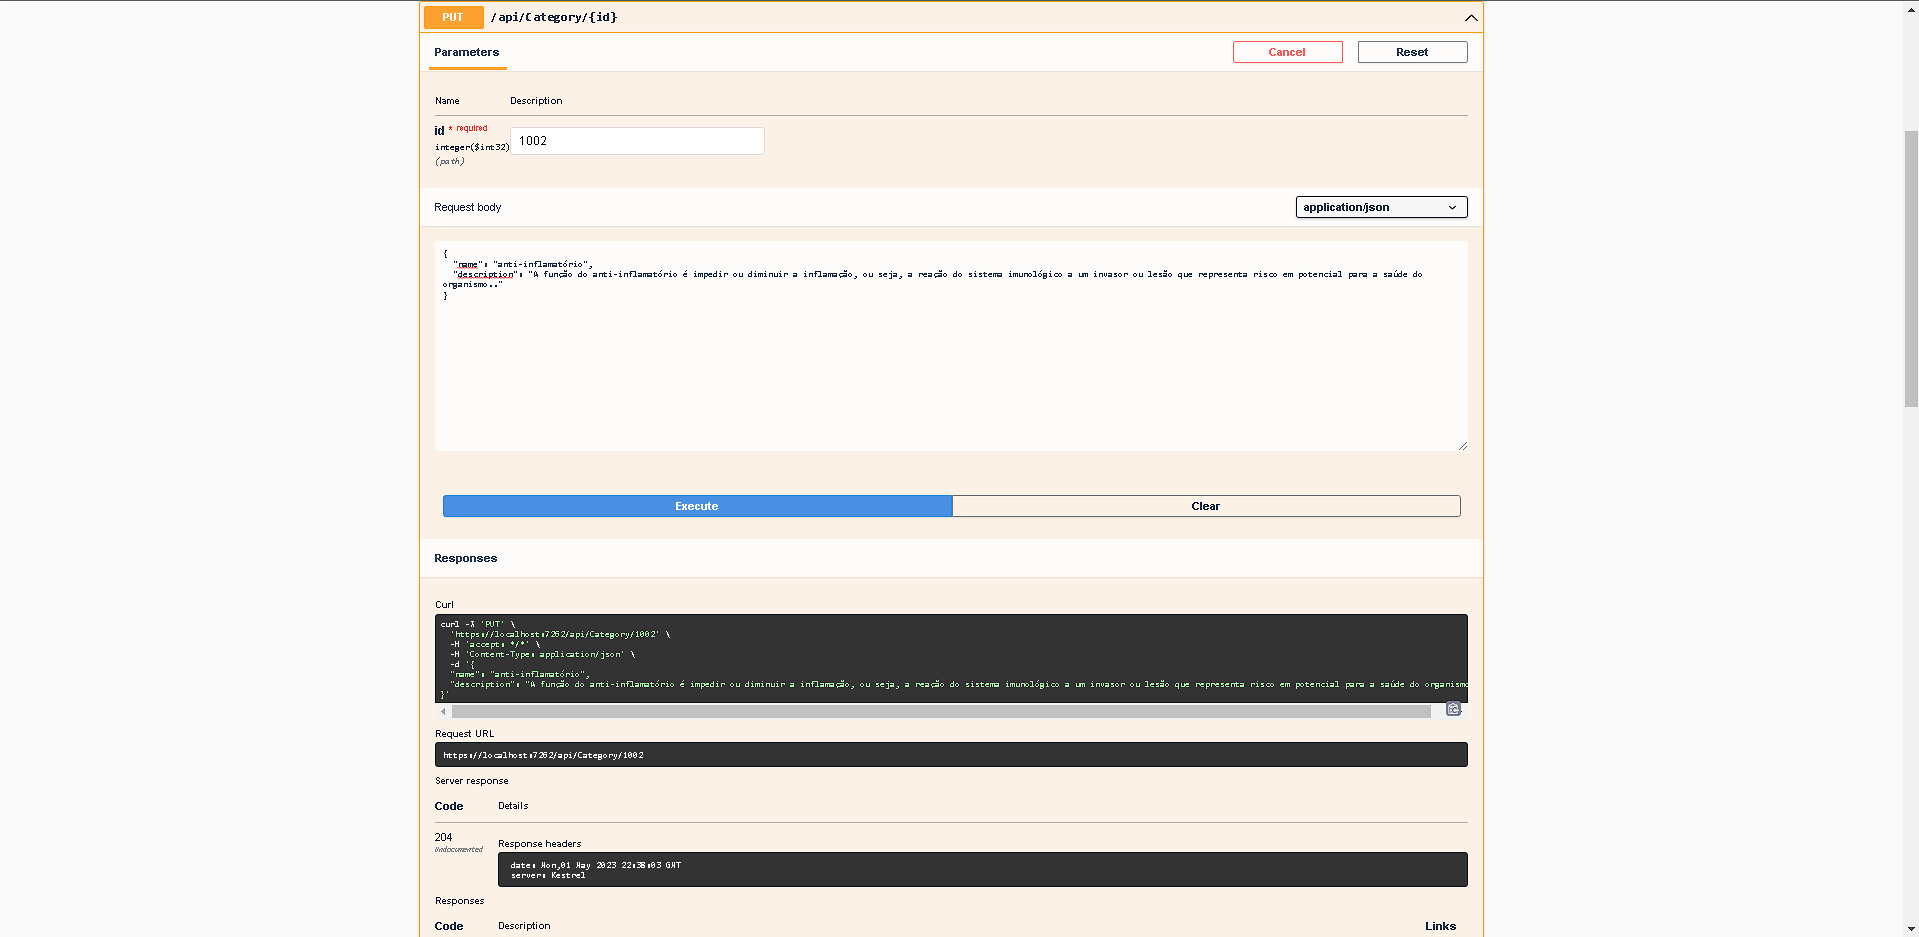 PUT /api/Category/{id}
Parameters Cancel Reset
Name Description
id * required
integer($int32) 1002
(path)
Request body application/json
{
"name": "anti-inflamatório",
"description": "A função do anti-inflamatório é impedir ou diminuir a inflamação, ou seja, a reação do sistema imunológico a um invasor ou lesão que representa risco em potencial para a saúde do
organismo.."
}
Execute Clear
Responses
Curl
curl -X 'PUT' \
'https://localhost:7262/api/Category/1002' \
-H 'accept: */*' \
-H 'Content-Type: application/json' \
-d '{
"name": "anti-inflamatório",
"description": "A função do anti-inflamatório é impedir ou diminuir a inflamação, ou seja, a reação do sistema imunológico a um invasor ou lesão que representa risco em potencial para a saúde do organismo
}'
Request URL
https://localhost:7262/api/Category/1002
Server response
Code Details
204
Undocumented
Response headers
date: Mon,01 May 2023 22:38:03 GMT
server: Kestrel
Responses
Code Description Links